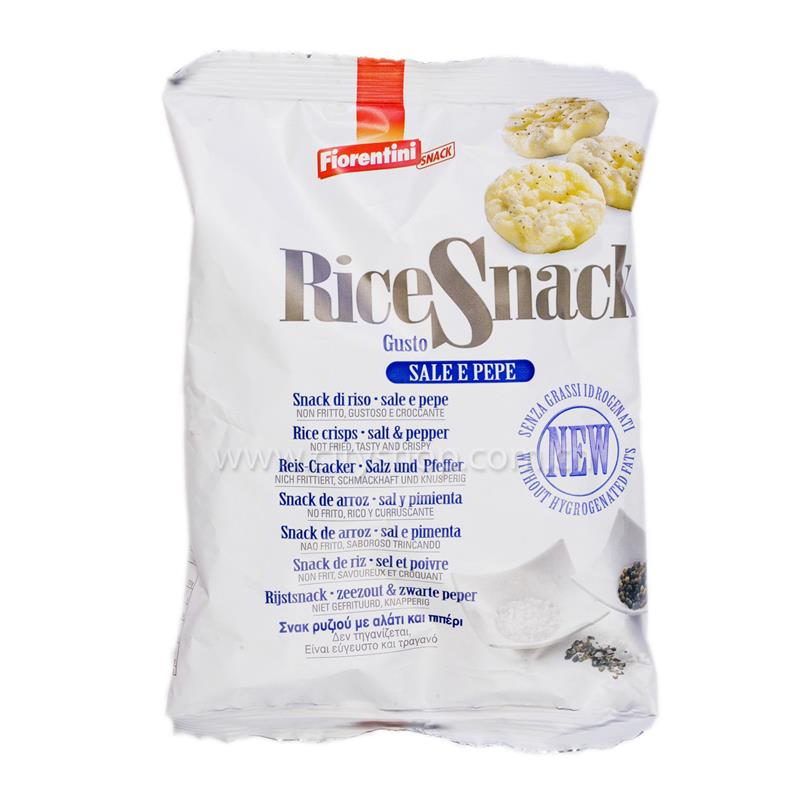 Fiorentini SNACK
Rice Snack
Gusto
SALE E PEPE
Snack di riso • sale e pepe
NON FRITTO, GUSTOSO E CROCCANTE
Rice crisps • salt & pepper
NOT FRIED, TASTY AND CRISPY
Reis-Cracker • Salz und Pfeffer
NICH FRITTIERT, SCHMACKHAFT UND KNUSPERIG
Snack de arroz • sal y pimienta
NO FRITO, RICO Y CURRUSCANTE
Snack de arroz • sal e pimenta
NAO FRITO, SABOROSO TRINCANDO
Snack de riz • sel et poivre
NON FRIT, SAVOUREUX ET CROQUANT
Rijstsnack • zeezout & zwarte peper
NIET GEFRITUURD, KNAPPERIG
Σνακ ρυζιού με αλάτι και πιπέρι
Δεν τηγανίζεται,
Είναι εύγευστο και τραγανό
SENZA GRASSI IDROGENATI
NEW
WITHOUT HYGROGENATED FATS